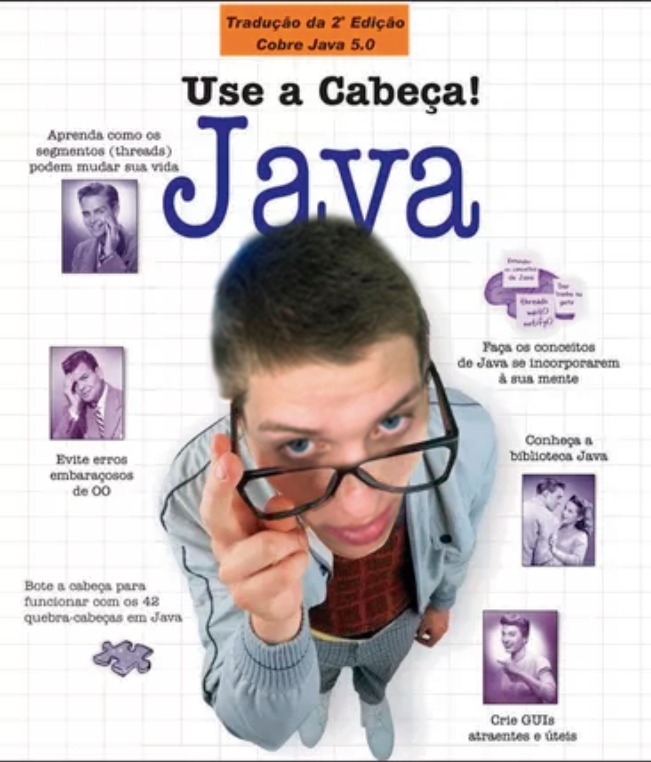 Tradução da 2ª Edição
Cobre Java 5.0
Use a Cabeça!
Java
Aprenda como os
segmentos (threads)
podem mudar sua vida
Faça os conceitos
de Java se incorporarem
à sua mente
Evite erros
embaraçosos
de OO
Conheça a
biblioteca Java
Bote a cabeça para
funcionar com os 42
quebra-cabeças em Java
Crie GUIs
atraentes e úteis